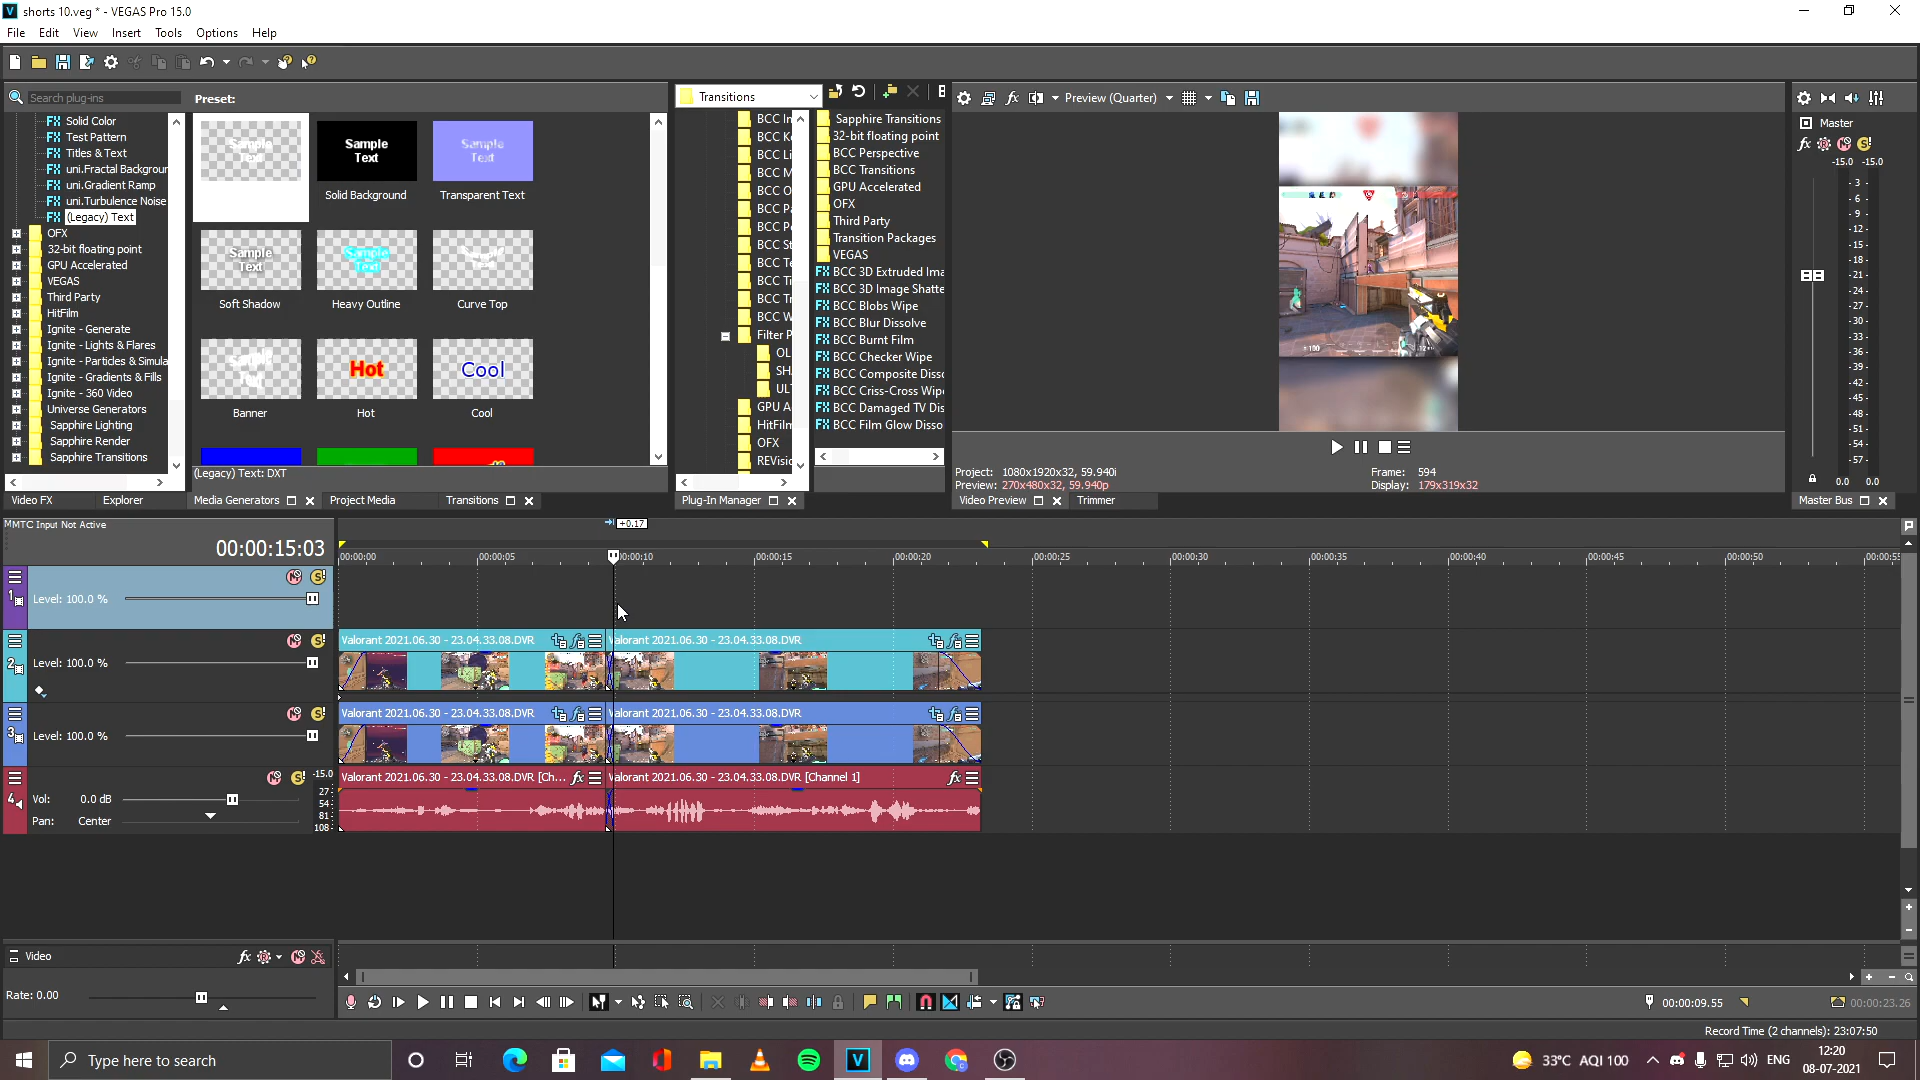 shorts 10.veg * - VEGAS Pro 15.0
File Edit View Insert Tools Options Help
Search plug-ins
Preset:
Solid Color
Test Pattern
Titles & Text
uni.Fractal Backgrour
uni.Gradient Ramp
uni.Turbulence Noise
(Legacy) Text
OFX
32-bit floating point
GPU Accelerated
VEGAS
Third Party
HitFilm
Ignite - Generate
Ignite - Lights & Flares
Ignite - Particles & Simula
Ignite - Gradients & Fills
Ignite - 360 Video
Universe Generators
Sapphire Lighting
Sapphire Render
Sapphire Transitions
Sample Text
Sample Text
Sample Text
Solid Background
Transparent Text
Sample Text
Sample Text
Soft Shadow
Heavy Outline
Curve Top
Hot
Cool
Banner
Hot
Cool
(Legacy) Text: DXT
Video FX
Explorer
Media Generators
Project Media
Transitions
Transitions
BCC In
BCC Ke
BCC Li
BCC M
BCC O
BCC Pa
BCC Pe
BCC St
BCC Te
BCC Ti
BCC Tr
BCC W
Filter P
OL
SH
ULT
GPU A
HitFilm
OFX
REVisio
Sapphire Transitions
32-bit floating point
BCC Perspective
BCC Transitions
GPU Accelerated
OFX
Third Party
Transition Packages
VEGAS
BCC 3D Extruded Ima
BCC 3D Image Shatte
BCC Blobs Wipe
BCC Blur Dissolve
BCC Burnt Film
BCC Checker Wipe
BCC Composite Disso
BCC Criss-Cross Wipe
BCC Damaged TV Dis
BCC Film Glow Disso
Plug-In Manager
Preview (Quarter)
Project: 1080x1920x32, 59.940i
Preview: 270x480x32, 59.940p
Frame: 594
Display: 179x319x32
Video Preview
Trimmer
Master
-15.0 -15.0
- 3 -
- 6 -
- 9 -
-12-
-15-
-18-
-21-
-24-
-27-
-30-
-33-
-36-
-39-
-42-
-45-
-48-
-51-
-54-
-57-
0.0 0.0
Master Bus
MTC Input Not Active
00:00:15:03
+0.17
00:00:00
00:00:05
00:00:10
00:00:15
00:00:20
00:00:25
00:00:30
00:00:35
00:00:40
00:00:45
00:00:50
00:00:55
1
Level: 100.0 %
2
Level: 100.0 %
Valorant 2021.06.30 - 23.04.33.08.DVR
Valorant 2021.06.30 - 23.04.33.08.DVR
3
Level: 100.0 %
Valorant 2021.06.30 - 23.04.33.08.DVR
Valorant 2021.06.30 - 23.04.33.08.DVR
4
Vol: 0.0 dB
Pan: Center
-15.0
27
54
81
108
Valorant 2021.06.30 - 23.04.33.08.DVR [Ch...
Valorant 2021.06.30 - 23.04.33.08.DVR [Channel 1]
Video
Rate: 0.00
00:00:09.55
00:00:23.26
Record Time (2 channels): 23:07:50
Type here to search
33°C AQI 100
ENG
12:20
08-07-2021